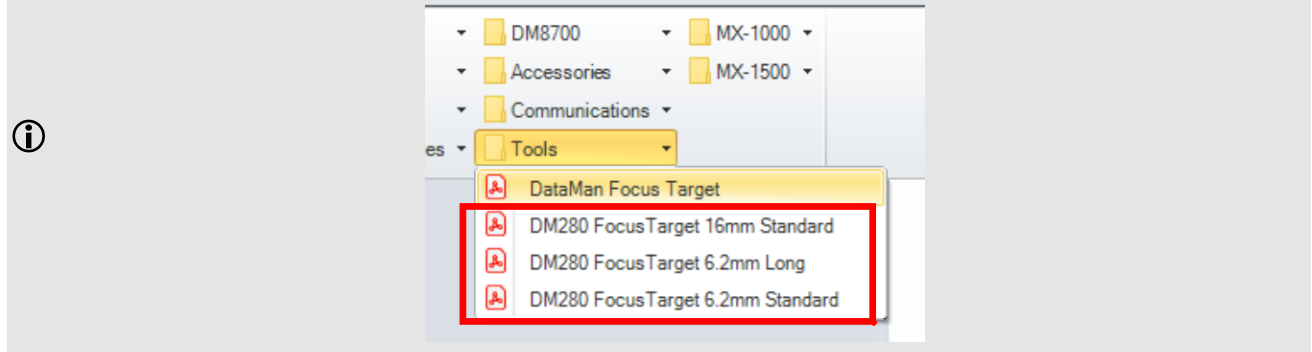 DM8700 MX-1000
Accessories MX-1500
Communications
es Tools
DataMan Focus Target
DM280 FocusTarget 16mm Standard
DM280 FocusTarget 6.2mm Long
DM280 FocusTarget 6.2mm Standard